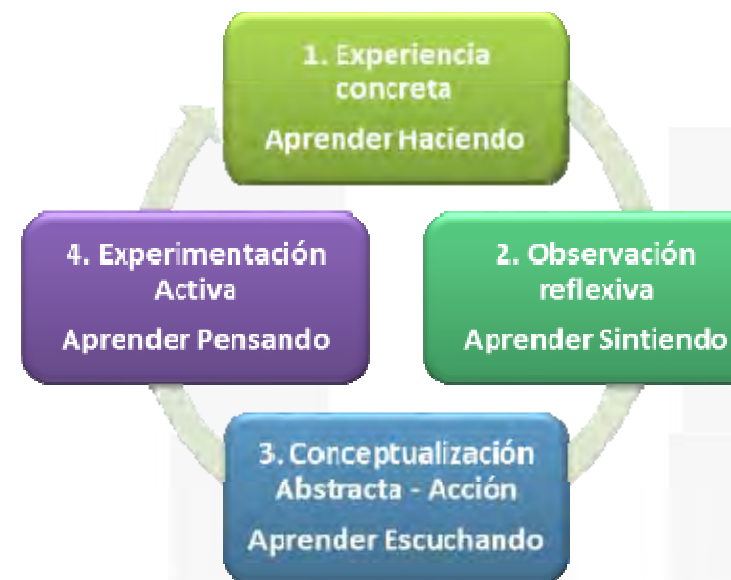 1. Experiencia
concreta
Aprender Haciendo
2. Observación
reflexiva
Aprender Sintiendo
3. Conceptualización
Abstracta - Acción
Aprender Escuchando
4. Experimentación
Activa
Aprender Pensando